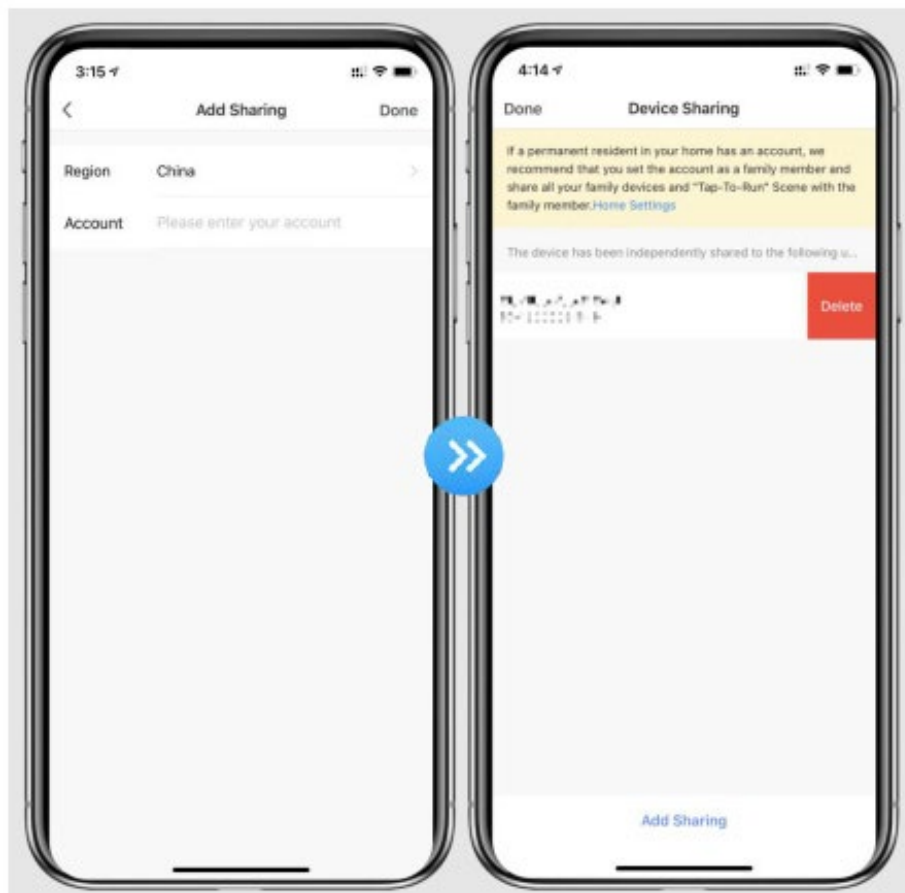 3:15
Add Sharing
Done
Region
China
Account
Please enter your account
4:14
Done
Device Sharing
If a permanent resident in your home has an account, we
recommend that you set the account as a family member and
share all your family devices and "Tap-To-Run" Scene with the
family member.Home Settings
The device has been independently shared to the following u...
Delete
Add Sharing